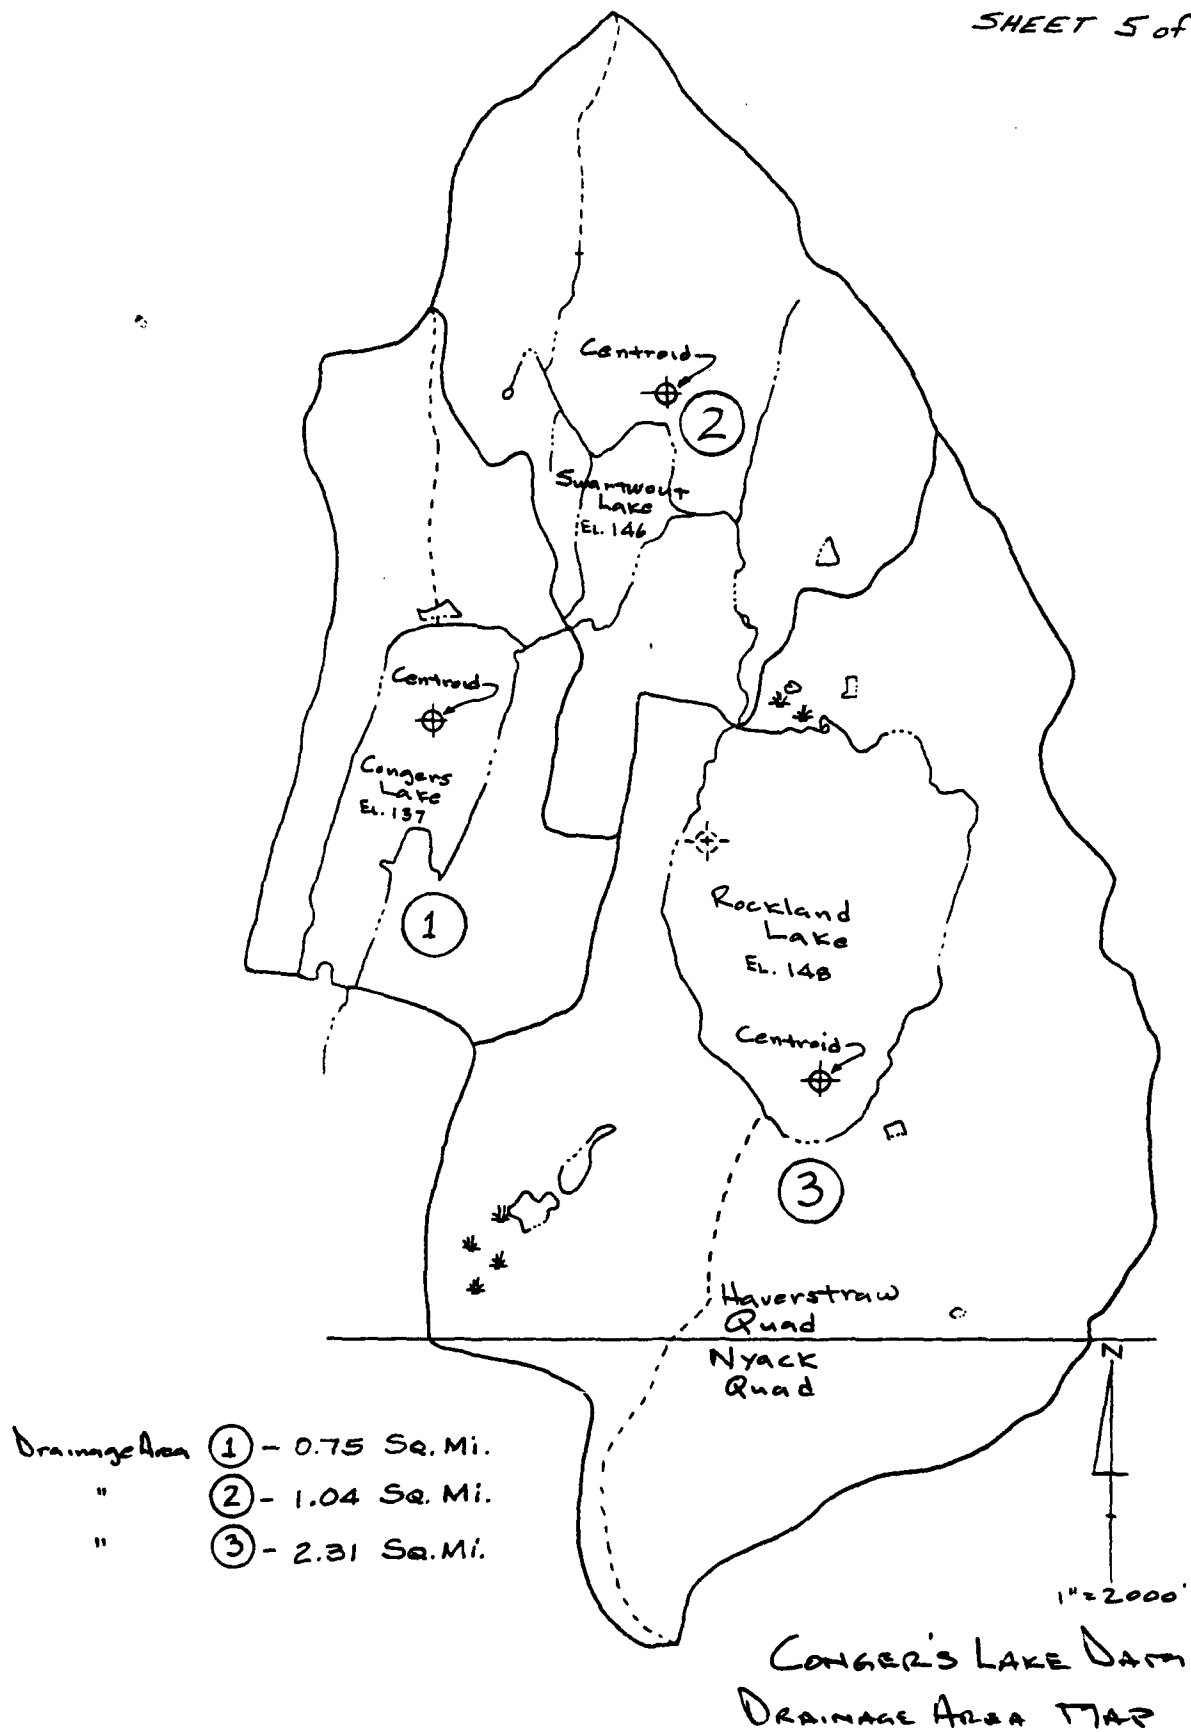 SHEET 5 of
Centroid
2
Swartwout
Lake
EL. 146
Centroid
Congers
Lake
EL. 137
1
Rockland
Lake
EL. 148
Centroid
3
Haverstraw
Quad
Nyack
Quad
N
Drainage Area 1 - 0.75 Sq. Mi.
" 2 - 1.04 Sq. Mi.
" 3 - 2.31 Sq. Mi.
1" = 2000'
CONGER'S LAKE DAM
DRAINAGE AREA MAP